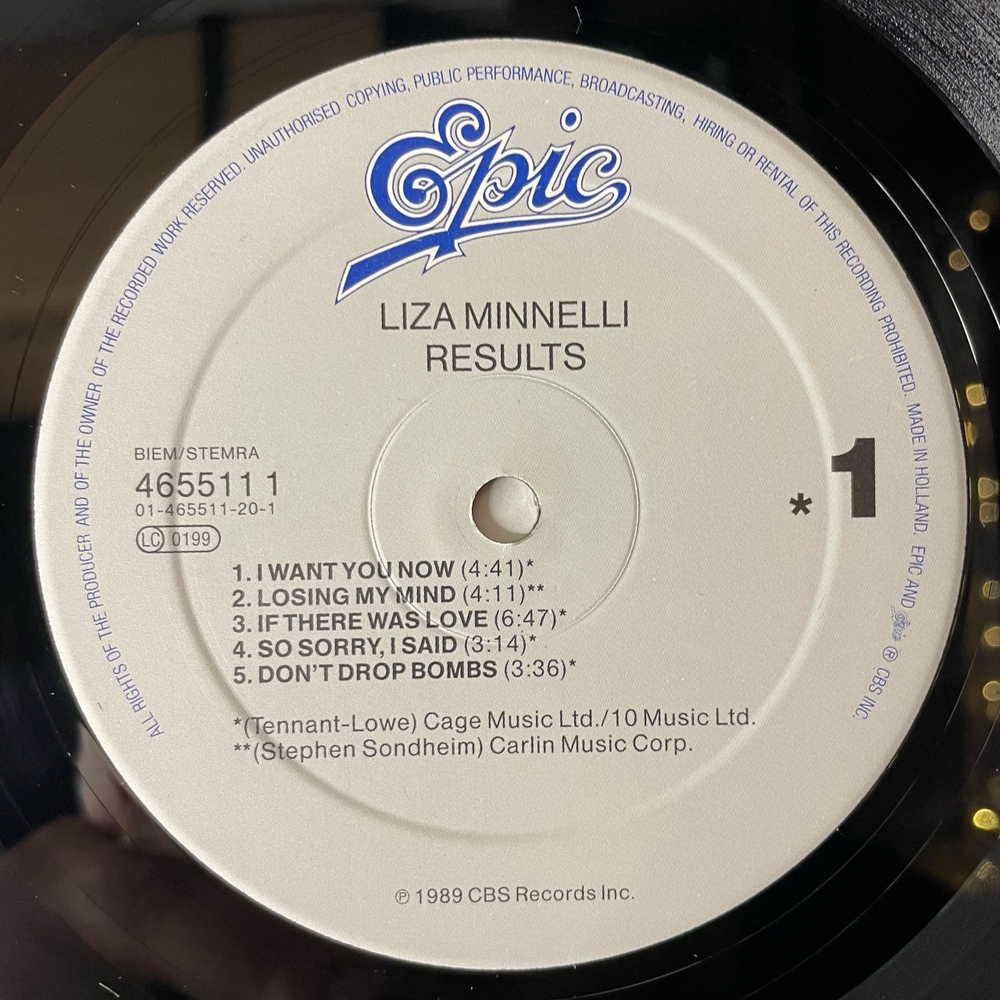 ALL RIGHTS OF THE PRODUCER AND OF THE OWNER OF THE RECORDED WORK RESERVED. UNAUTHORISED COPYING, PUBLIC PERFORMANCE, BROADCASTING, HIRING OR RENTAL OF THIS RECORDING PROHIBITED. MADE IN HOLLAND. EPIC AND Epic ℗ CBS INC.
Epic
LIZA MINNELLI
RESULTS
BIEM/STEMRA
465511 1
01-465511-20-1
LC 0199
* 1
1. I WANT YOU NOW (4:41)*
2. LOSING MY MIND (4:11)**
3. IF THERE WAS LOVE (6:47)*
4. SO SORRY, I SAID (3:14)*
5. DON'T DROP BOMBS (3:36)*
*(Tennant-Lowe) Cage Music Ltd./10 Music Ltd.
**(Stephen Sondheim) Carlin Music Corp.
℗ 1989 CBS Records Inc.